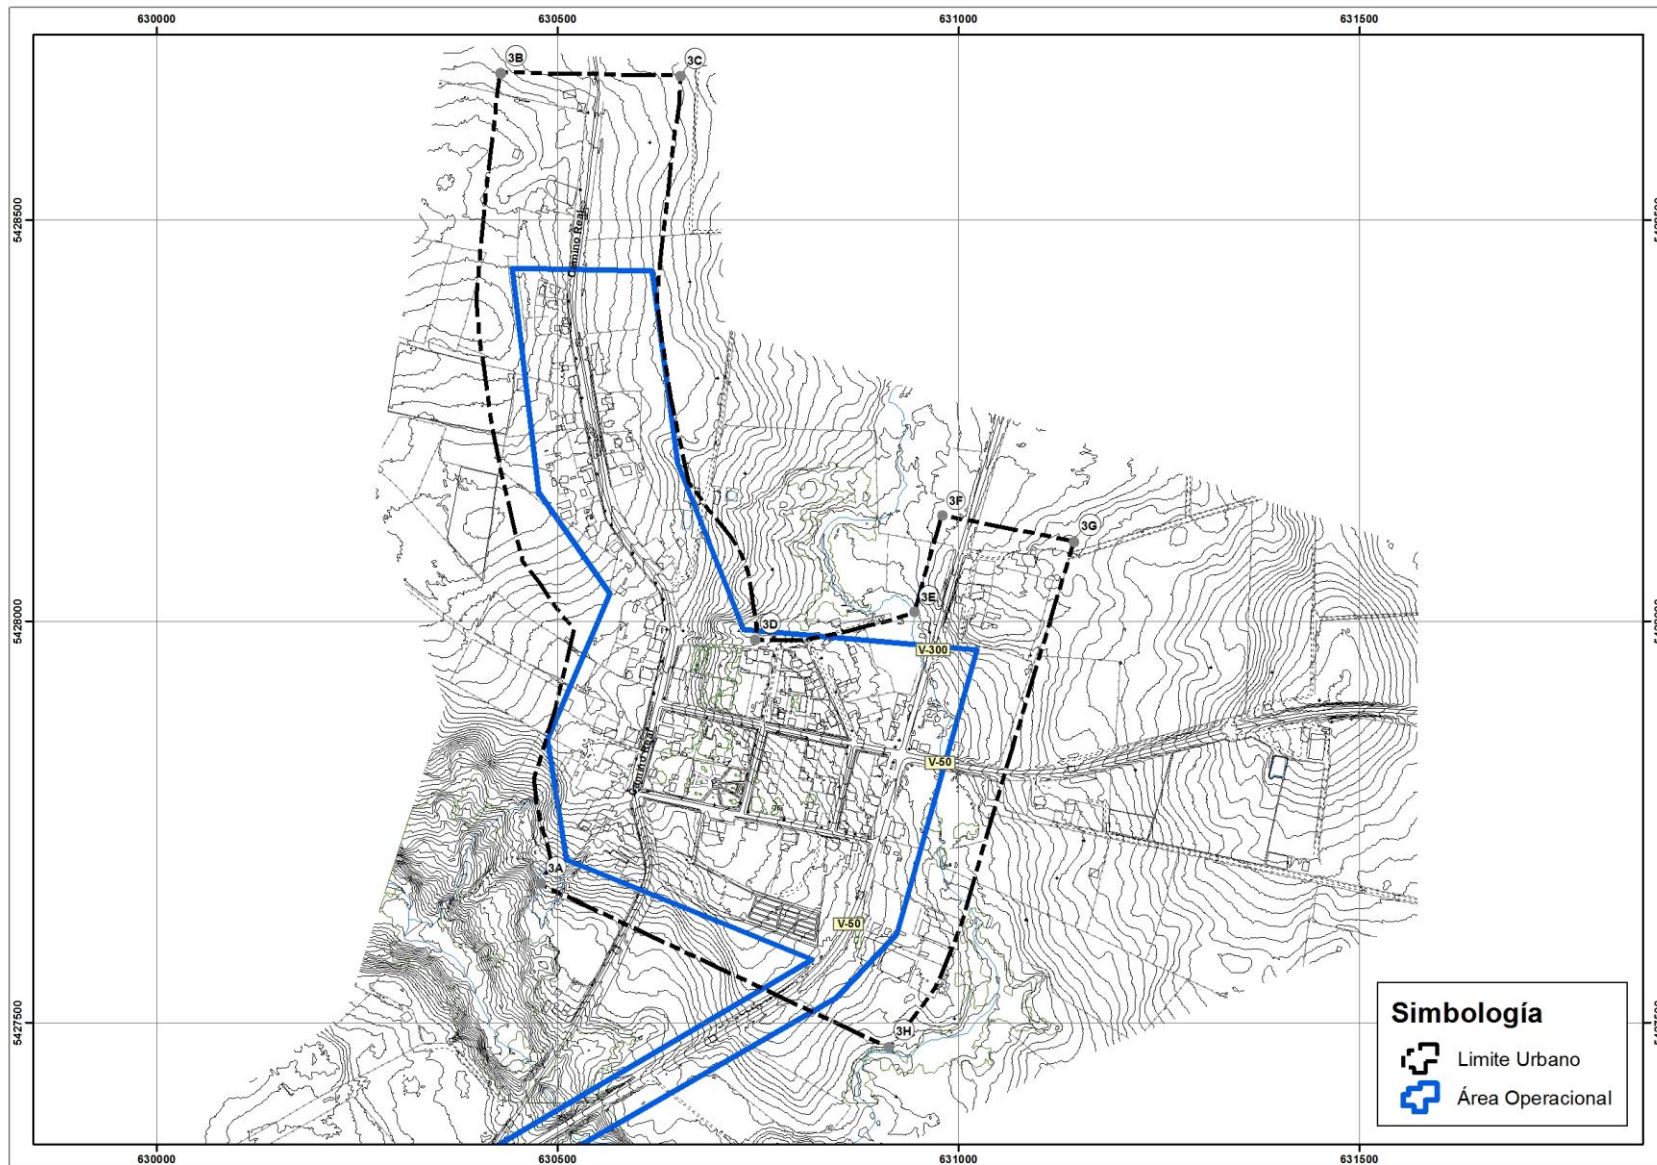 630000
630500
631000
631500
3B
3C
5428500
Camino Real
3F
3G
3E
5428000
3D
V-300
Camino Real
V-50
3A
V-50
Simbología
5427500
3H
Limite Urbano
Área Operacional
630000
630500
631000
631500